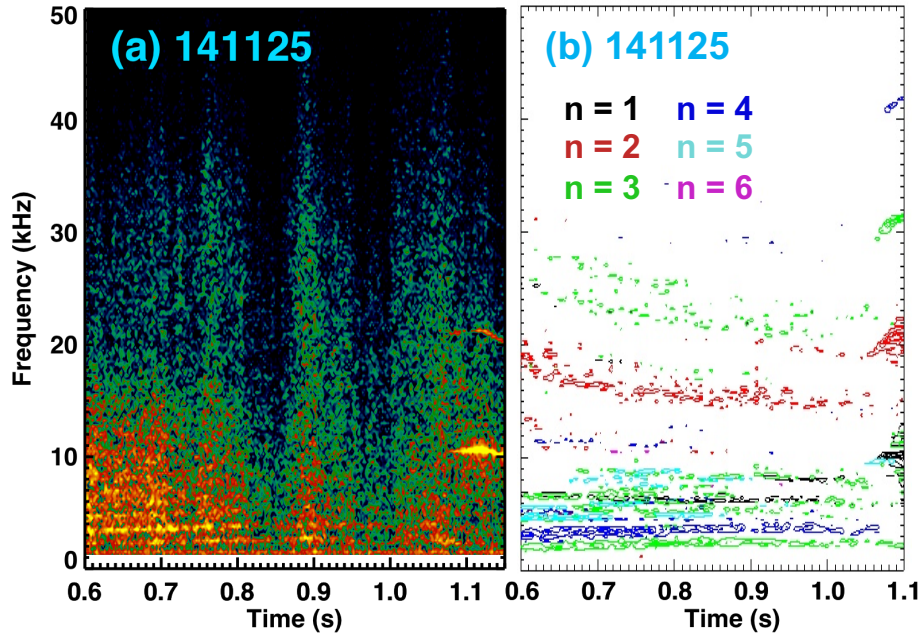 (a) 141125
(b) 141125
n = 1 n = 4
n = 2 n = 5
n = 3 n = 6
Frequency (kHz)
50
40
30
20
10
0
0.6 0.7 0.8 0.9 1.0 1.1
Time (s)
0.6 0.7 0.8 0.9 1.0 1.1
Time (s)